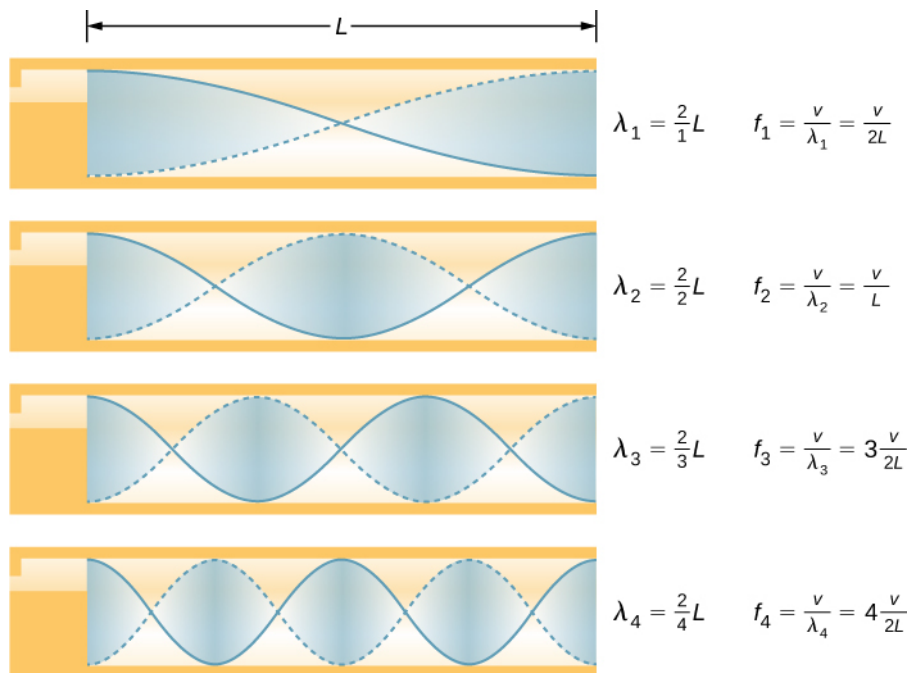 L
λ₁ = 2/1 L    f₁ = v/λ₁ = v/2L
λ₂ = 2/2 L    f₂ = v/λ₂ = v/L
λ₃ = 2/3 L    f₃ = v/λ₃ = 3 v/2L
λ₄ = 2/4 L    f₄ = v/λ₄ = 4 v/2L